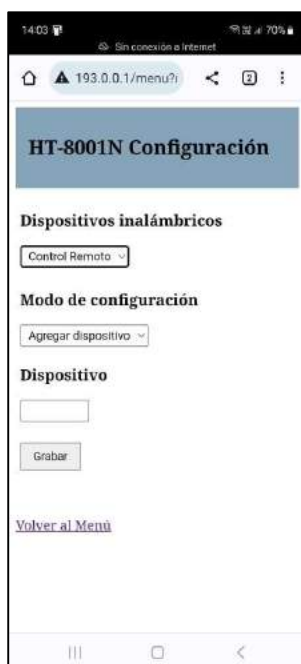 14:03 70%
Sin conexión a Internet
193.0.0.1/menu?i 2
HT-8001N Configuración
Dispositivos inalámbricos
Control Remoto
Modo de configuración
Agregar dispositivo
Dispositivo
Grabar
Volver al Menú